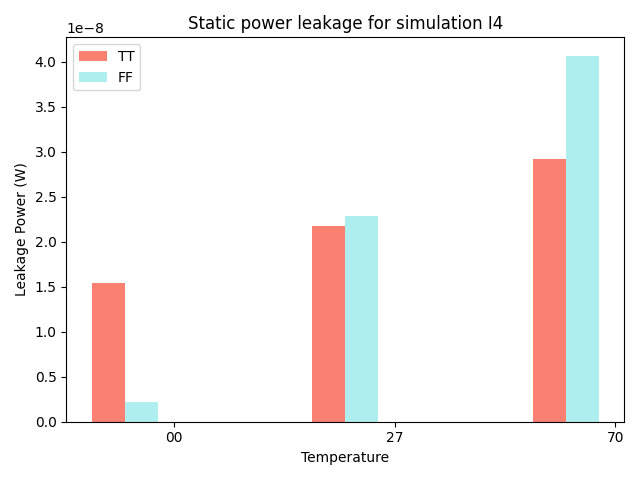 Static power leakage for simulation I4
1e−8
TT
FF
4.0
3.5
3.0
2.5
2.0
1.5
1.0
0.5
0.0
Leakage Power (W)
00
27
70
Temperature